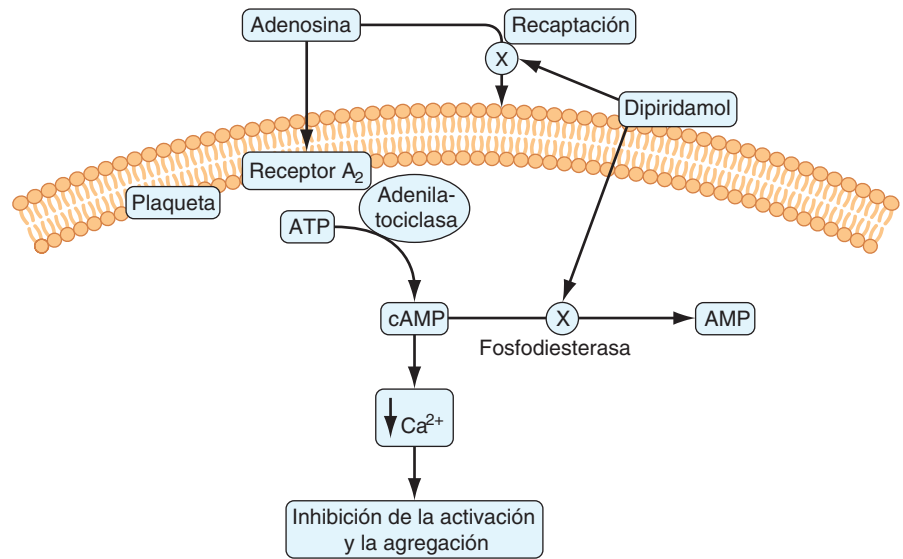 Adenosina
Recaptación
X
Dipiridamol
Receptor A₂
Plaqueta
Adenila-
tociclasa
ATP
cAMP
X
AMP
Fosfodiesterasa
↓ Ca²⁺
Inhibición de la activación
y la agregación